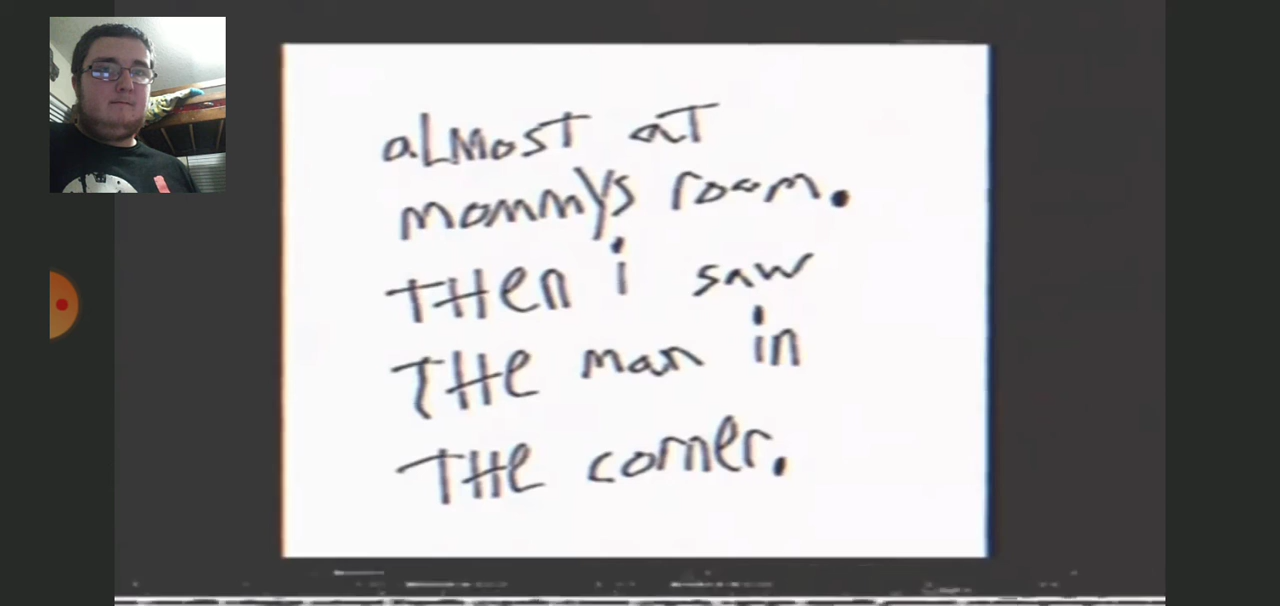 aLMosT aT
mommys room.
THen i saw
THe man in
THe corner.